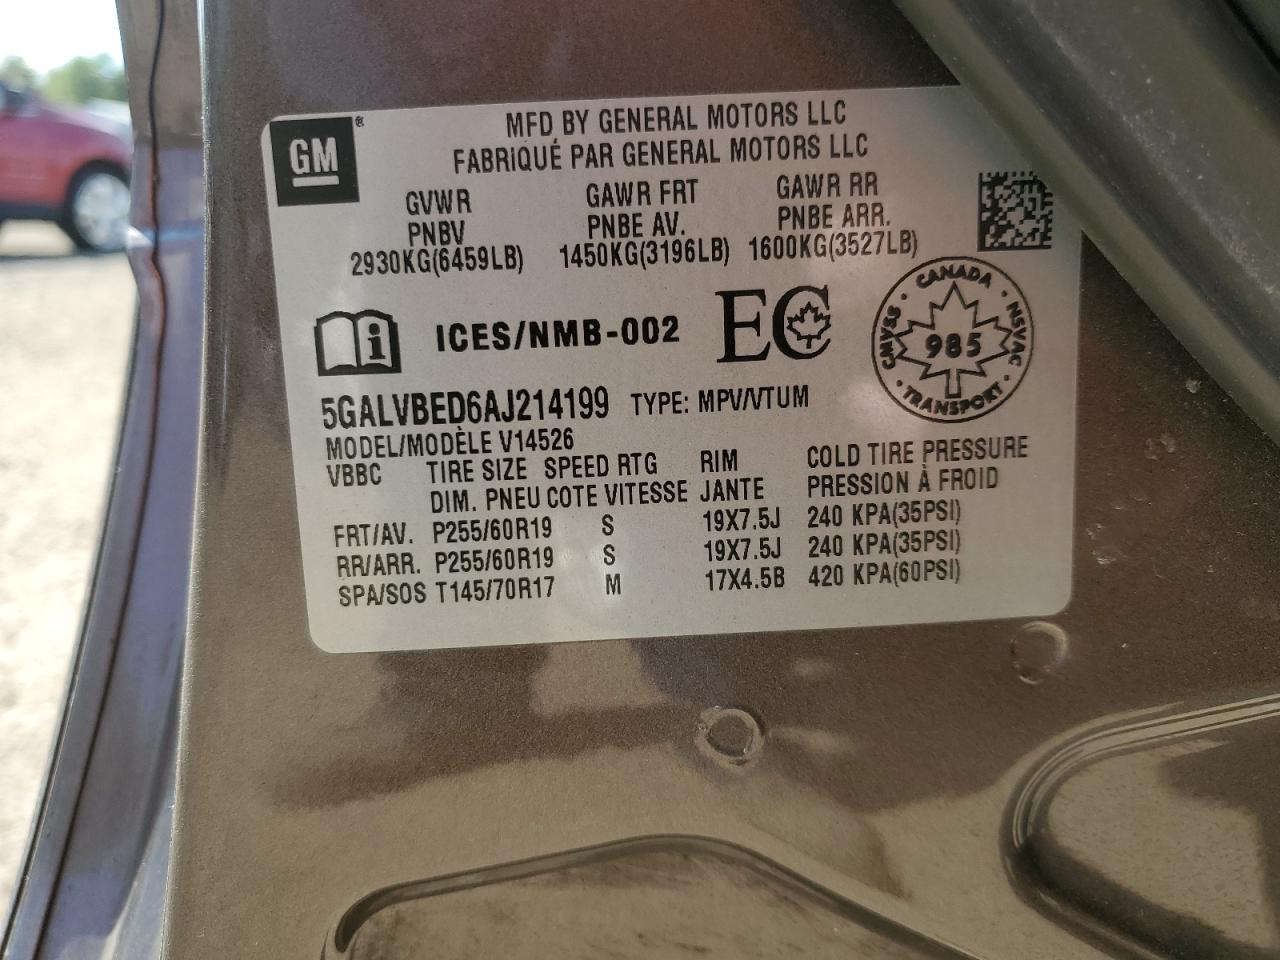 GM®
MFD BY GENERAL MOTORS LLC
FABRIQUÉ PAR GENERAL MOTORS LLC
GVWR GAWR FRT GAWR RR
PNBV PNBE AV. PNBE ARR.
2930KG(6459LB) 1450KG(3196LB) 1600KG(3527LB)
i ICES/NMB-002 EC
CANADA
SVAC NSVAC
985
TRANSPORT
5GALVBED6AJ214199 TYPE: MPV/VTUM
MODEL/MODÈLE V14526
VBBC TIRE SIZE SPEED RTG RIM COLD TIRE PRESSURE
DIM. PNEU COTE VITESSE JANTE PRESSION À FROID
FRT/AV. P255/60R19 S 19X7.5J 240 KPA(35PSI)
RR/ARR. P255/60R19 S 19X7.5J 240 KPA(35PSI)
SPA/SOS T145/70R17 M 17X4.5B 420 KPA(60PSI)